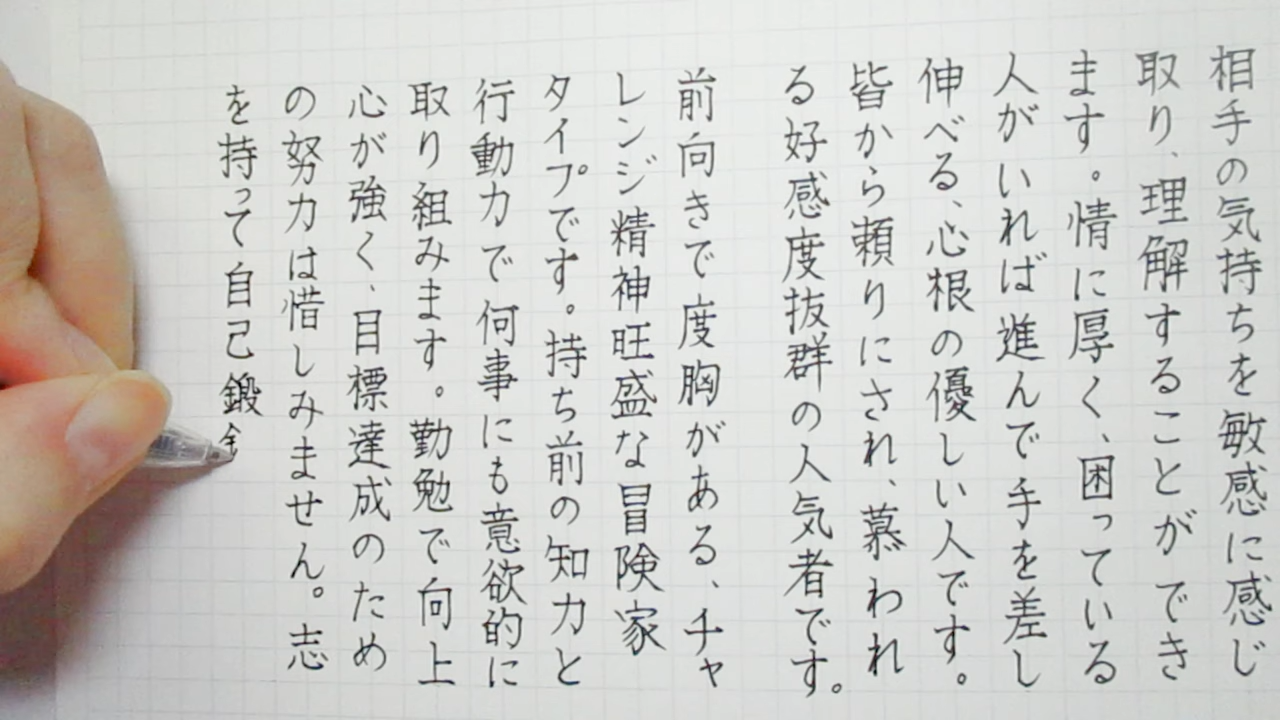 相手の気持ちを敏感に感じ
取り、理解することができ
ます。情に厚く、困っている
人がいれば進んで手を差し
伸べる、心根の優しい人です。
皆から頼りにされ、慕われ
る好感度抜群の人気者です。
前向きで度胸がある、チャ
レンジ精神旺盛な冒険家
タイプです。持ち前の知力と
行動力で何事にも意欲的に
取り組みます。勤勉で向上
心が強く、目標達成のため
の努力は惜しみません。志
を持って自己鍛